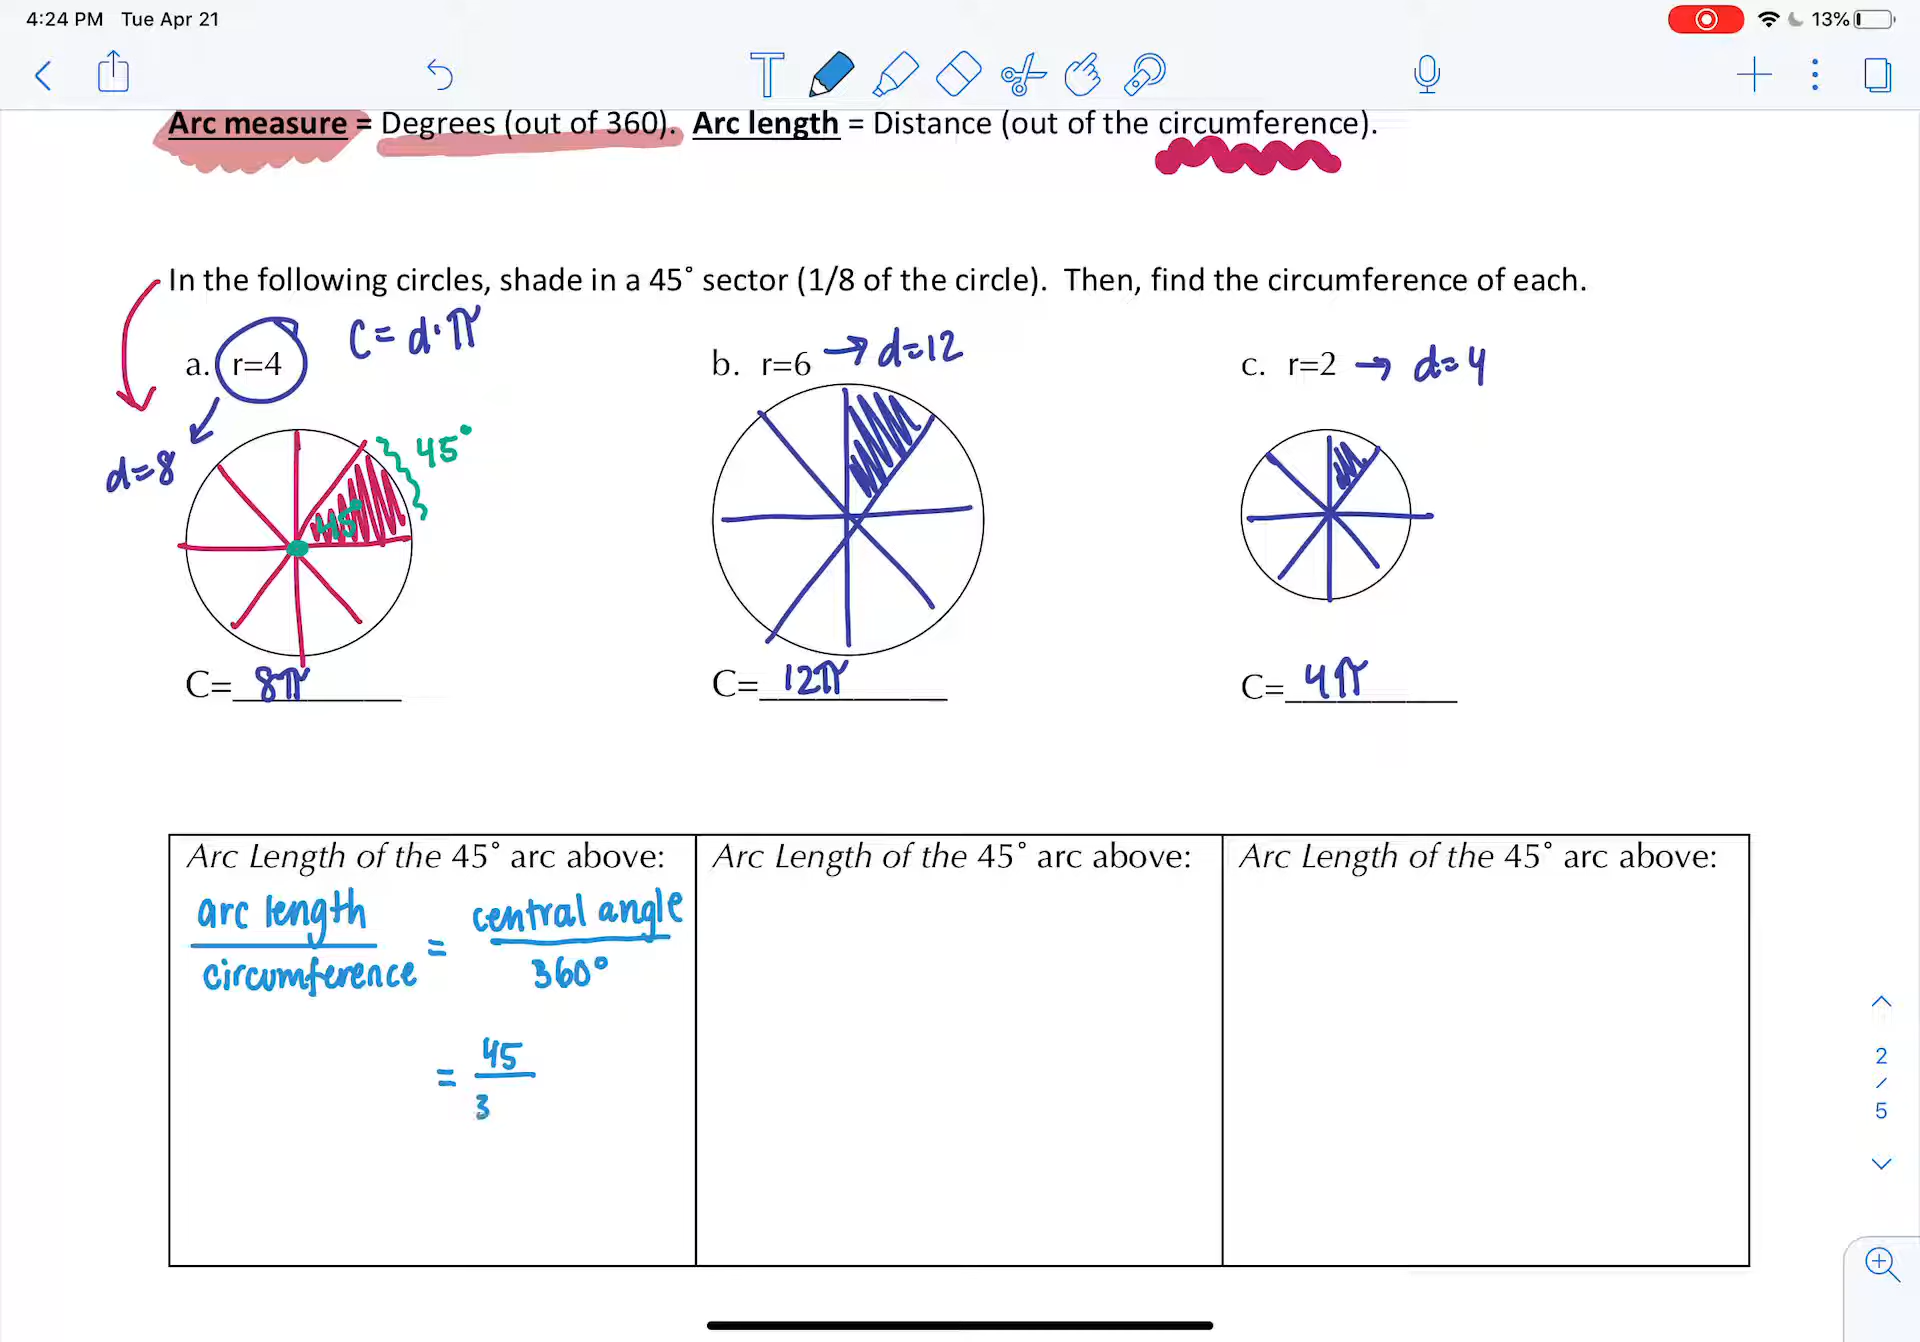 4:24 PM Tue Apr 21
13%
Arc measure = Degrees (out of 360). Arc length = Distance (out of the circumference).
In the following circles, shade in a 45° sector (1/8 of the circle). Then, find the circumference of each.
a. r=4 C= d·π
b. r=6 → d=12
c. r=2 → d=4
d=8
45°
45°
C= 8π
C= 12π
C= 4π
Arc Length of the 45° arc above:
arc length / circumference = central angle / 360°
= 45 / 3
Arc Length of the 45° arc above:
Arc Length of the 45° arc above:
2
/
5